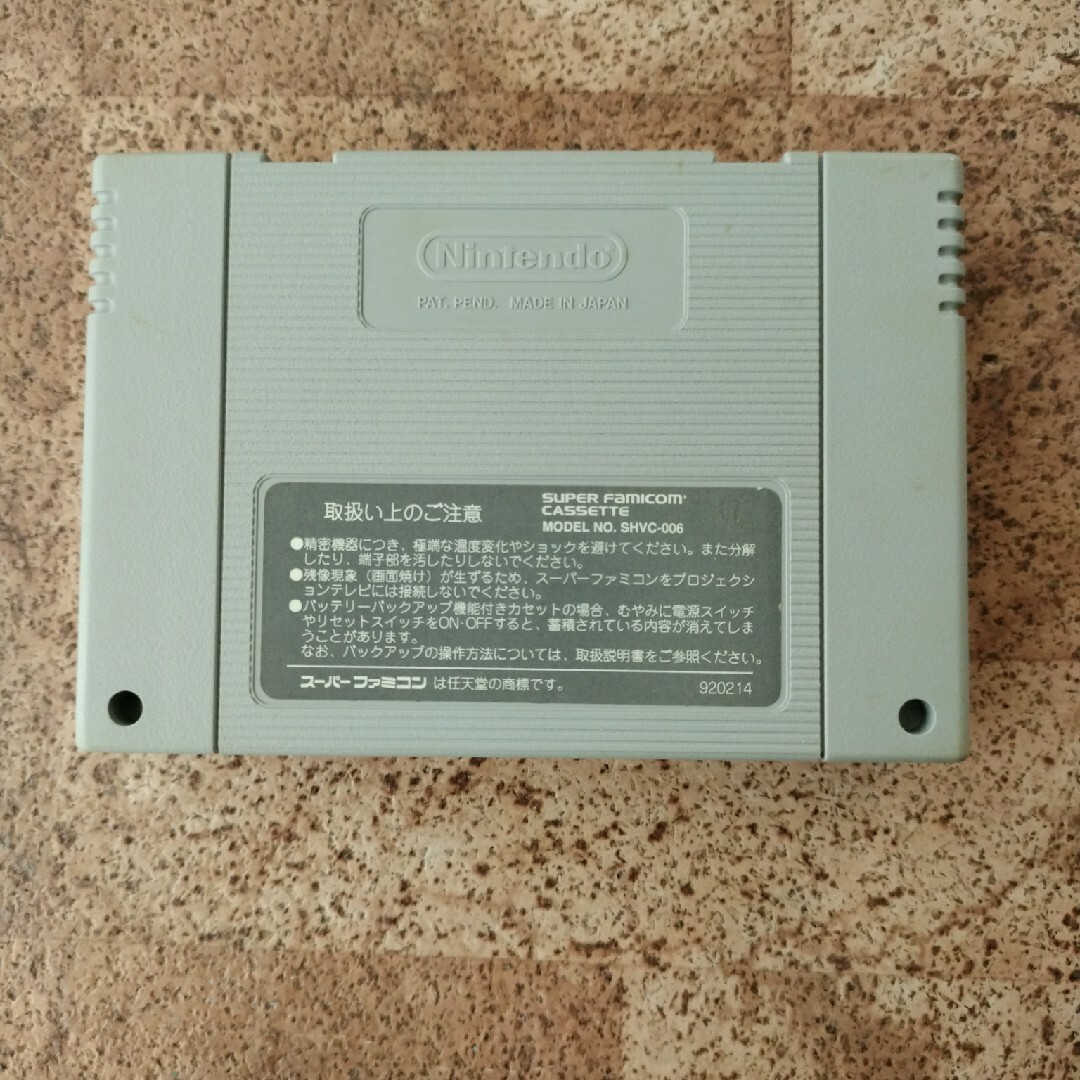 Nintendo®
PAT. PEND. MADE IN JAPAN
取扱い上のご注意
SUPER FAMICOM®
CASSETTE
MODEL NO. SHVC-006
●精密機器につき、極端な温度変化やショックを避けてください。また分解
したり、端子部を汚したりしないでください。
●残像現象（画面焼け）が生ずるため、スーパーファミコンをプロジェクシ
ョンテレビには接続しないでください。
●バッテリーバックアップ機能付きカセットの場合、むやみに電源スイッチ
やリセットスイッチをON·OFFすると、蓄積されている内容が消えてしま
うことがあります。
なお、バックアップの操作方法については、取扱説明書をご参照ください。
スーパーファミコン は任天堂の商標です。
920214